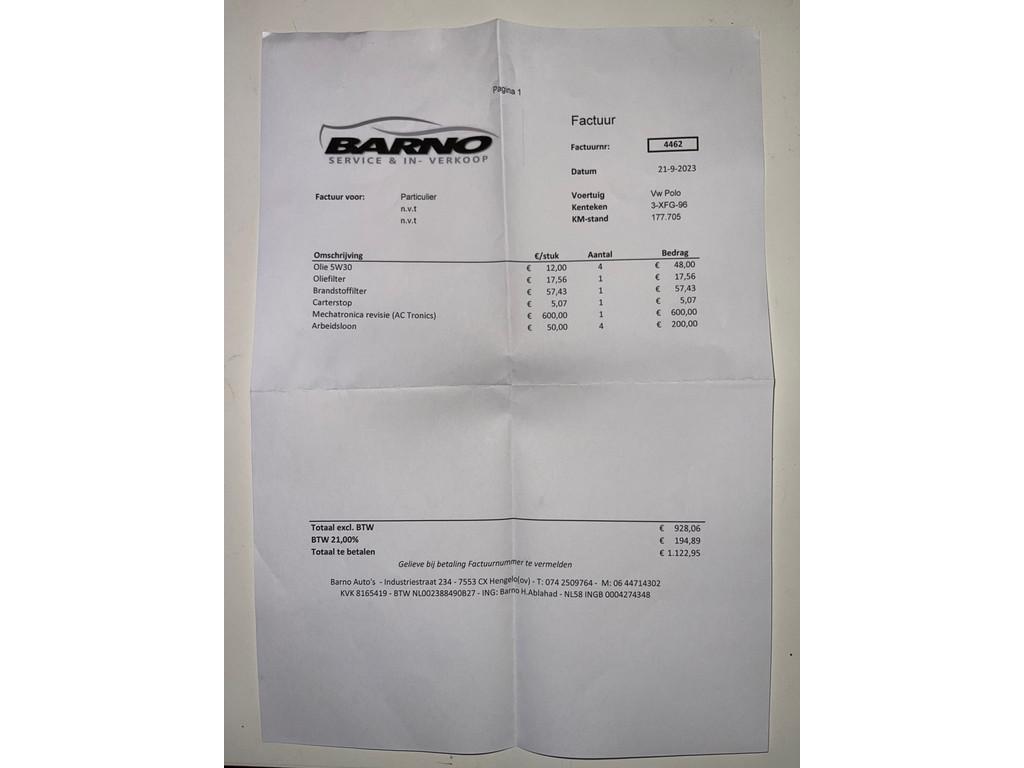 Pagina 1
BARNO
SERVICE & IN- VERKOOP
Factuur
Factuurnr: 4462
Datum 21-9-2023
Factuur voor: Particulier
n.v.t
n.v.t
Voertuig Vw Polo
Kenteken 3-XFG-96
KM-stand 177.705
Omschrijving €/stuk Aantal Bedrag
Olie 5W30 € 12,00 4 € 48,00
Oliefilter € 17,56 1 € 17,56
Brandstoffilter € 57,43 1 € 57,43
Carterstop € 5,07 1 € 5,07
Mechatronica revisie (AC Tronics) € 600,00 1 € 600,00
Arbeidsloon € 50,00 4 € 200,00
Totaal excl. BTW € 928,06
BTW 21,00% € 194,89
Totaal te betalen € 1.122,95
Gelieve bij betaling Factuurnummer te vermelden
Barno Auto's - Industriestraat 234 - 7553 CX Hengelo(ov) - T: 074 2509764 - M: 06 44714302
KVK 8165419 - BTW NL002388490B27 - ING: Barno H.Ablahad - NL58 INGB 0004274348